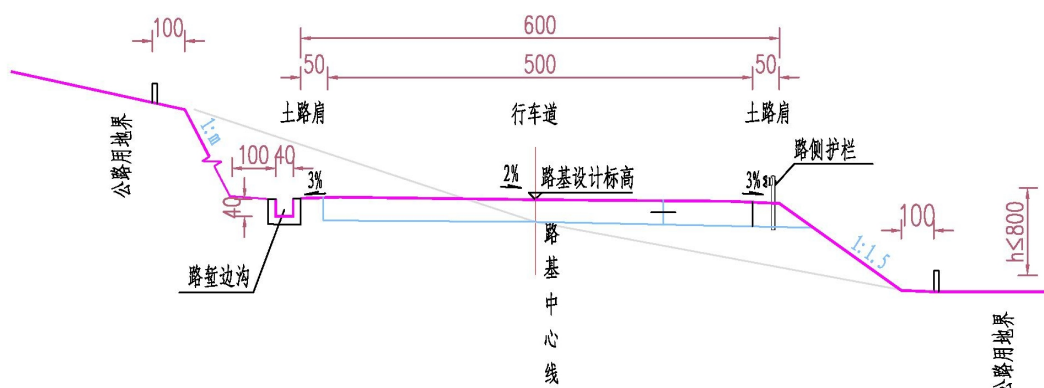 600
100
50
500
50
土路肩
行车道
土路肩
公路用地界
1:m
100
40
3%
2%
路基设计标高
3%
路侧护栏
40
100
h≤800
1:1.5
路堑边沟
路基中心线
公路用地界